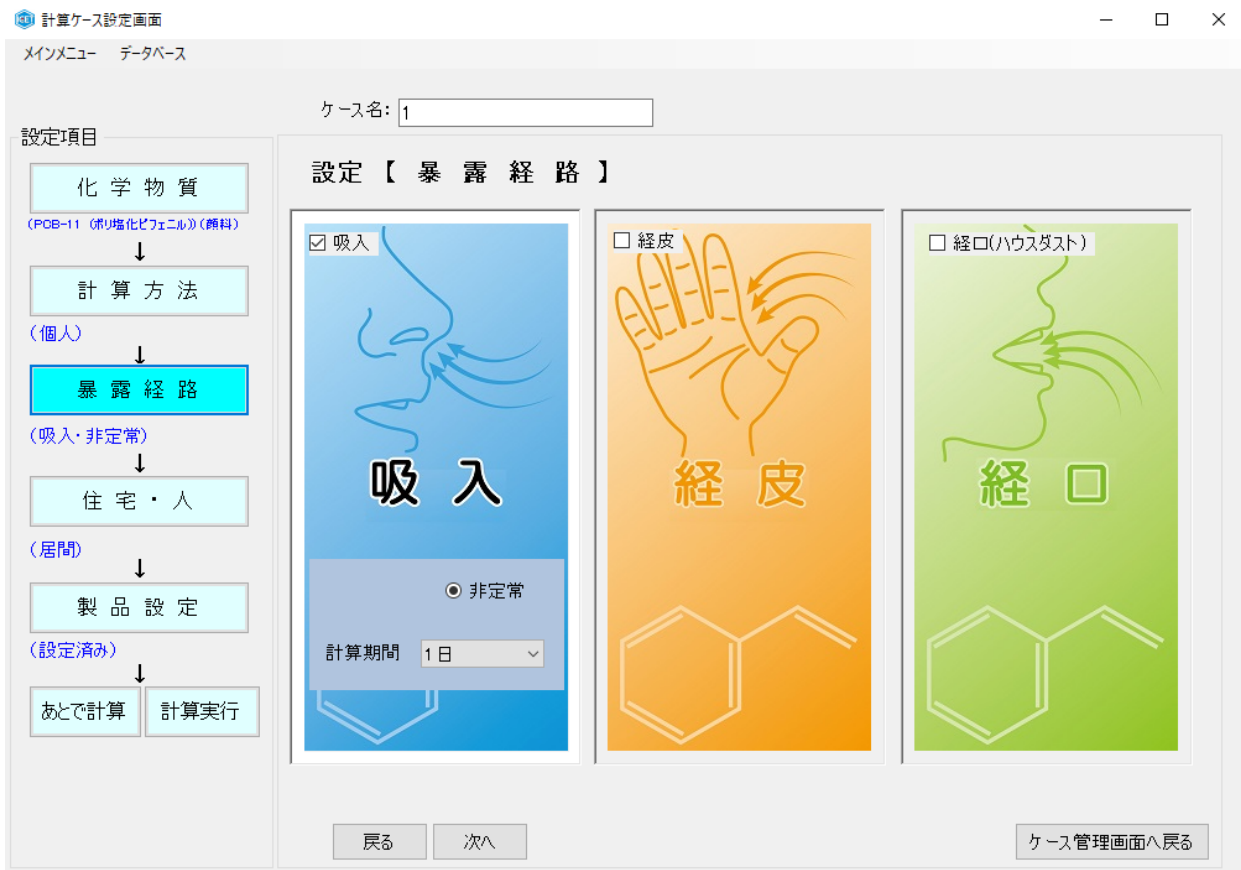 計算ケース設定画面
メインメニュー データベース
ケース名: 1
設定項目
化 学 物 質
(PCB-11 (ポリ塩化ビフェニル))(顔料)
↓
計 算 方 法
(個人)
↓
暴 露 経 路
(吸入・非定常)
↓
住 宅 ・ 人
(居間)
↓
製 品 設 定
(設定済み)
↓
あとで計算 計算実行
設定【 暴 露 経 路 】
吸入
吸 入
非定常
計算期間 1日
経皮
経 皮
経口(ハウスダスト)
経 口
戻る 次へ
ケース管理画面へ戻る